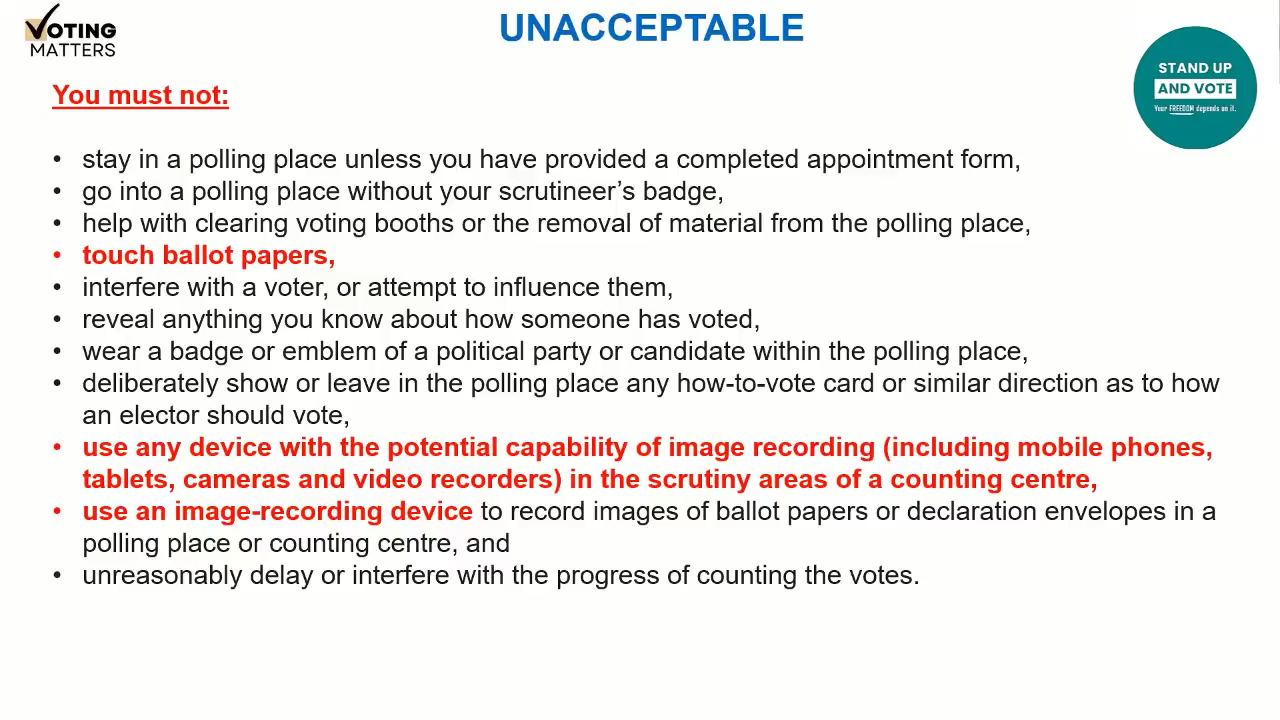 VOTING
MATTERS
UNACCEPTABLE
STAND UP
AND VOTE
Your FREEDOM depends on it.
You must not:
• stay in a polling place unless you have provided a completed appointment form,
• go into a polling place without your scrutineer’s badge,
• help with clearing voting booths or the removal of material from the polling place,
• touch ballot papers,
• interfere with a voter, or attempt to influence them,
• reveal anything you know about how someone has voted,
• wear a badge or emblem of a political party or candidate within the polling place,
• deliberately show or leave in the polling place any how-to-vote card or similar direction as to how
an elector should vote,
• use any device with the potential capability of image recording (including mobile phones,
tablets, cameras and video recorders) in the scrutiny areas of a counting centre,
• use an image-recording device to record images of ballot papers or declaration envelopes in a
polling place or counting centre, and
• unreasonably delay or interfere with the progress of counting the votes.